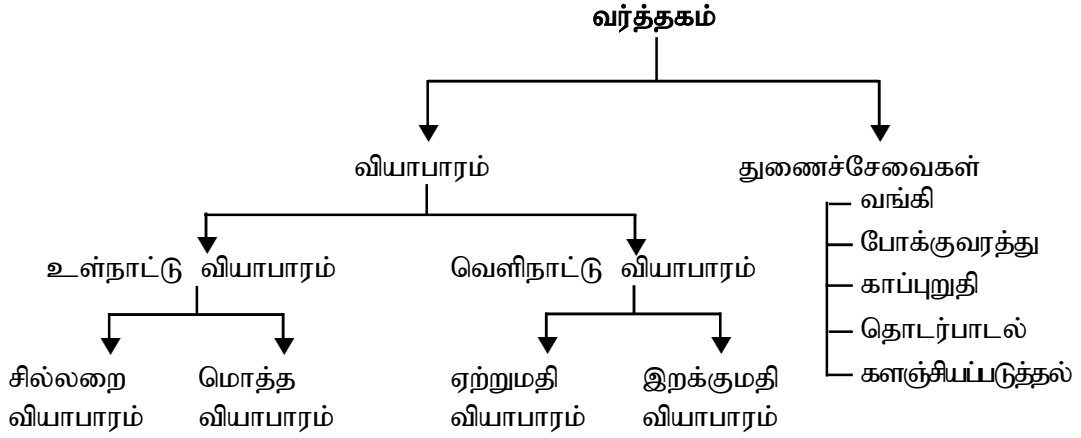 வர்த்தகம்
வியாபாரம்
துணைச்சேவைகள்
வங்கி
போக்குவரத்து
காப்புறுதி
தொடர்பாடல்
களஞ்சியப்படுத்தல்
உள்நாட்டு வியாபாரம்
வெளிநாட்டு வியாபாரம்
சில்லறை
வியாபாரம்
மொத்த
வியாபாரம்
ஏற்றுமதி
வியாபாரம்
இறக்குமதி
வியாபாரம்